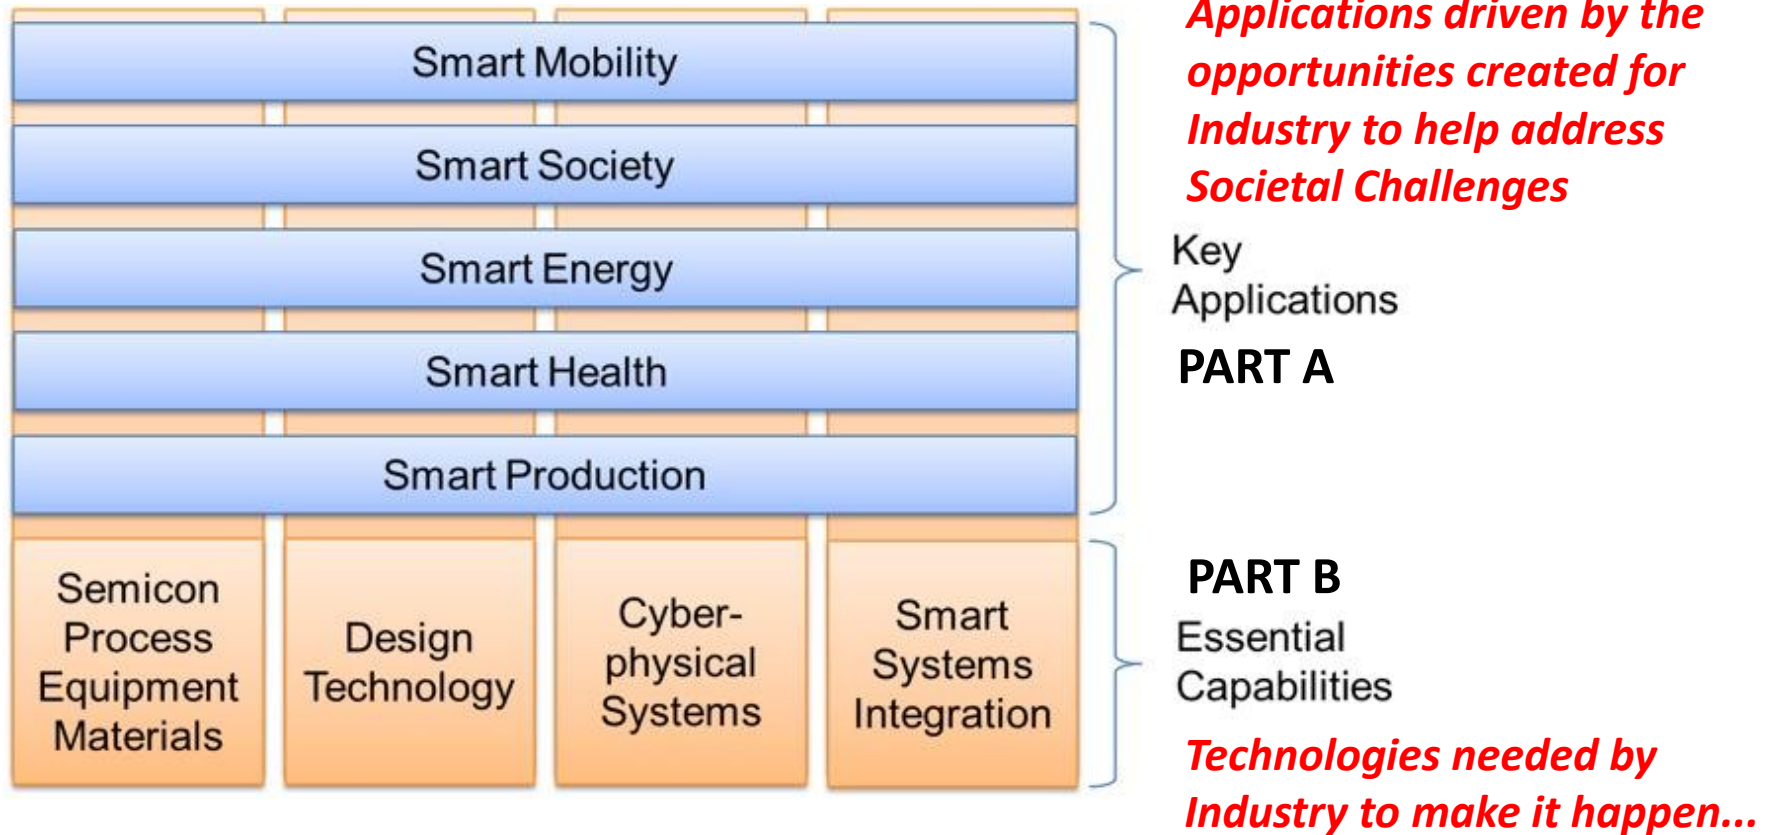 Applications driven by the
opportunities created for
Industry to help address
Societal Challenges
Smart Mobility
Smart Society
Smart Energy
Smart Health
Smart Production
Key
Applications
PART A
Semicon
Process
Equipment
Materials
Design
Technology
Cyber-
physical
Systems
Smart
Systems
Integration
PART B
Essential
Capabilities
Technologies needed by
Industry to make it happen...